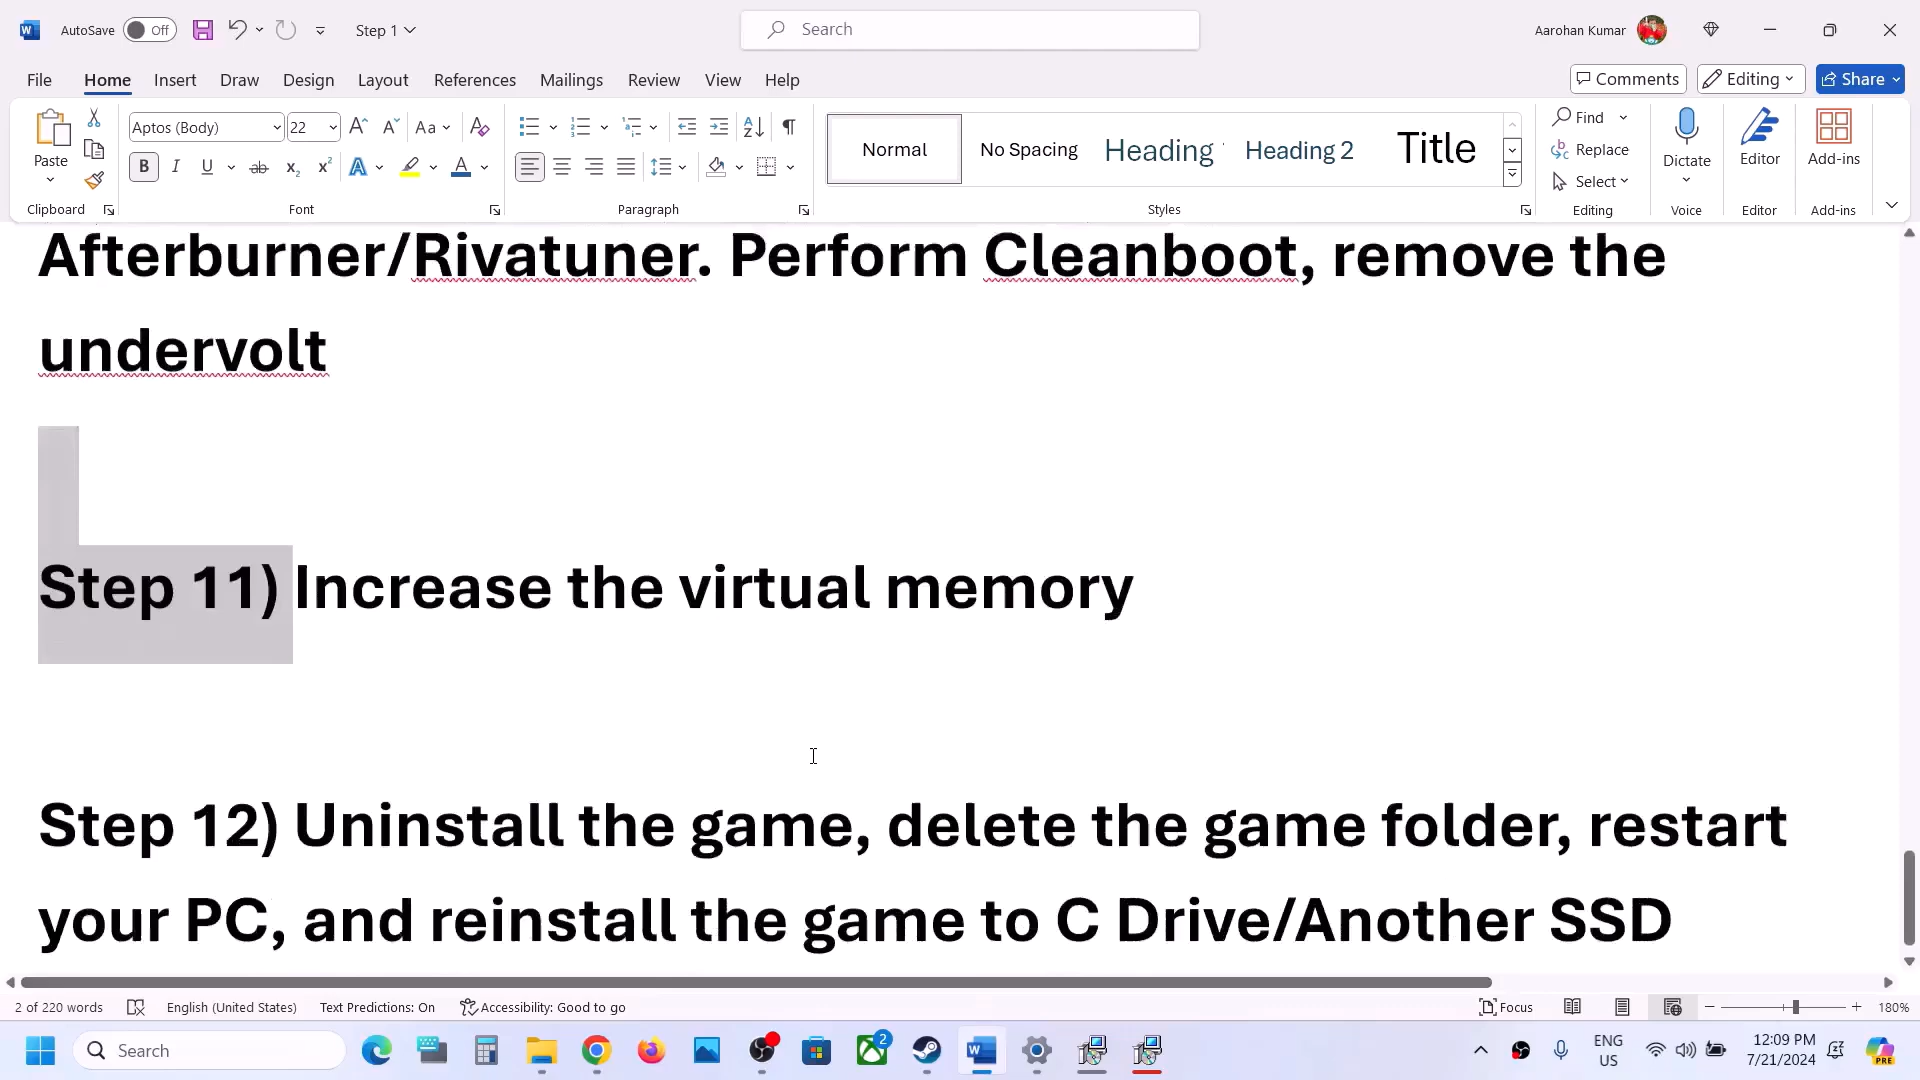 AutoSave Off Step 1 Search Aarohan Kumar
File Home Insert Draw Design Layout References Mailings Review View Help Comments Editing Share
Paste Aptos (Body) 22 Aa Normal No Spacing Heading Heading 2 Title Find Replace Select Dictate Editor Add-ins
Clipboard Font Paragraph Styles Editing Voice Editor Add-ins
Afterburner/Rivatuner. Perform Cleanboot, remove the
undervolt
Step 11) Increase the virtual memory
Step 12) Uninstall the game, delete the game folder, restart
your PC, and reinstall the game to C Drive/Another SSD
2 of 220 words English (United States) Text Predictions: On Accessibility: Good to go Focus 180%
Search 2 ENG US 12:09 PM 7/21/2024 PRE